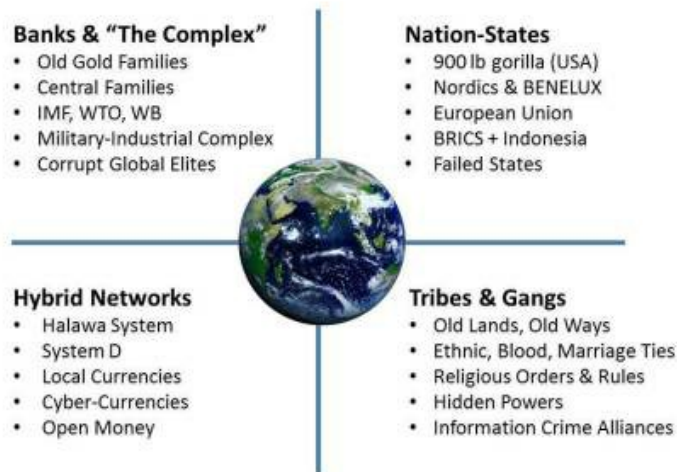 Banks & “The Complex”
• Old Gold Families
• Central Families
• IMF, WTO, WB
• Military-Industrial Complex
• Corrupt Global Elites
Nation-States
• 900 lb gorilla (USA)
• Nordics & BENELUX
• European Union
• BRICS + Indonesia
• Failed States
Hybrid Networks
• Halawa System
• System D
• Local Currencies
• Cyber-Currencies
• Open Money
Tribes & Gangs
• Old Lands, Old Ways
• Ethnic, Blood, Marriage Ties
• Religious Orders & Rules
• Hidden Powers
• Information Crime Alliances